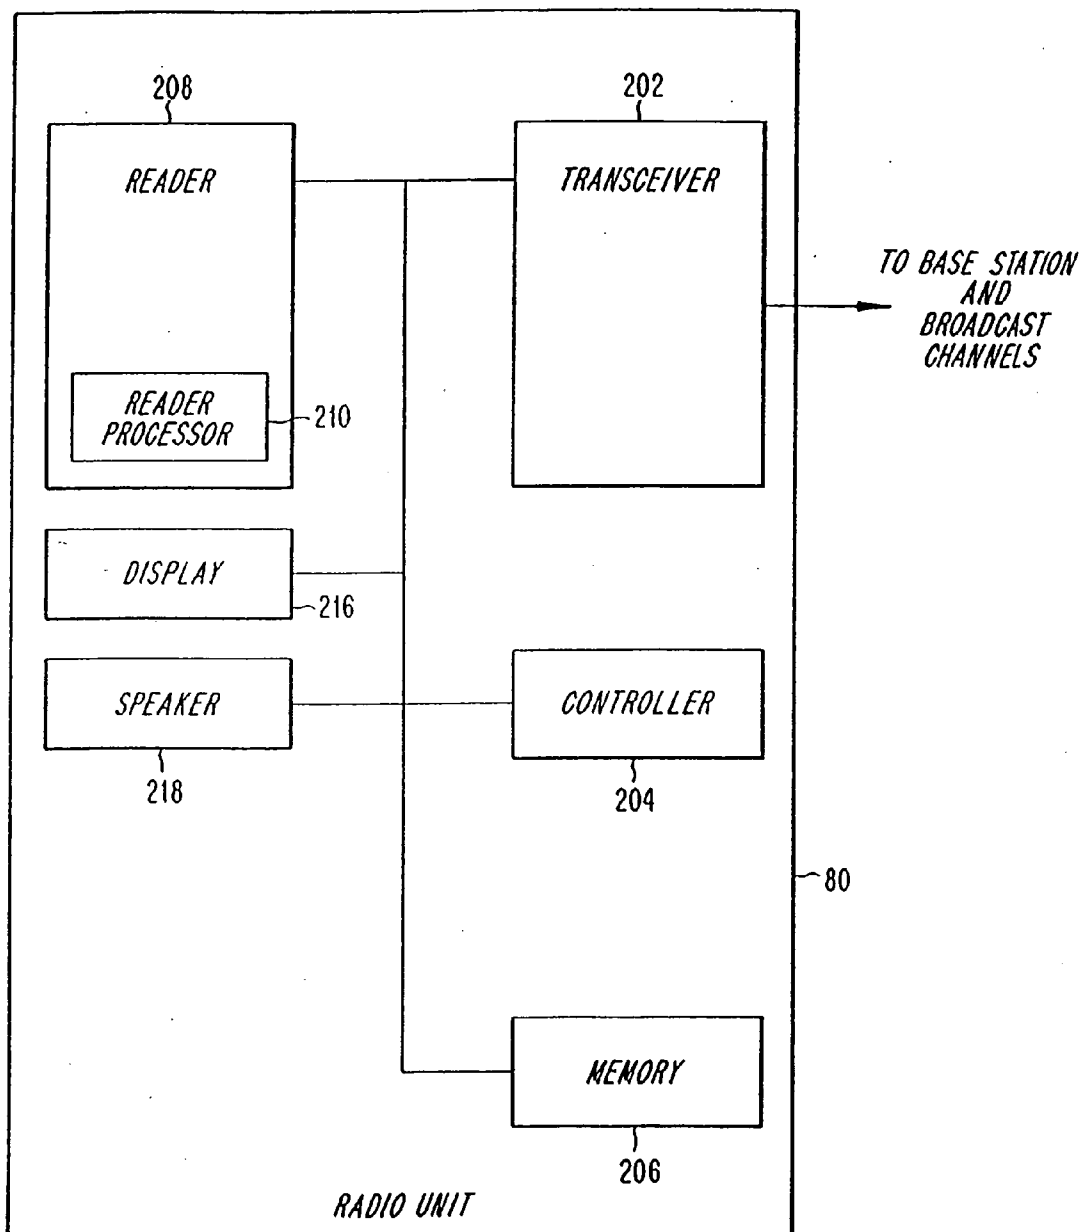 208
202
READER
TRANSCEIVER
TO BASE STATION
AND
BROADCAST
CHANNELS
READER
PROCESSOR
210
DISPLAY
216
SPEAKER
CONTROLLER
218
204
80
MEMORY
206
RADIO UNIT